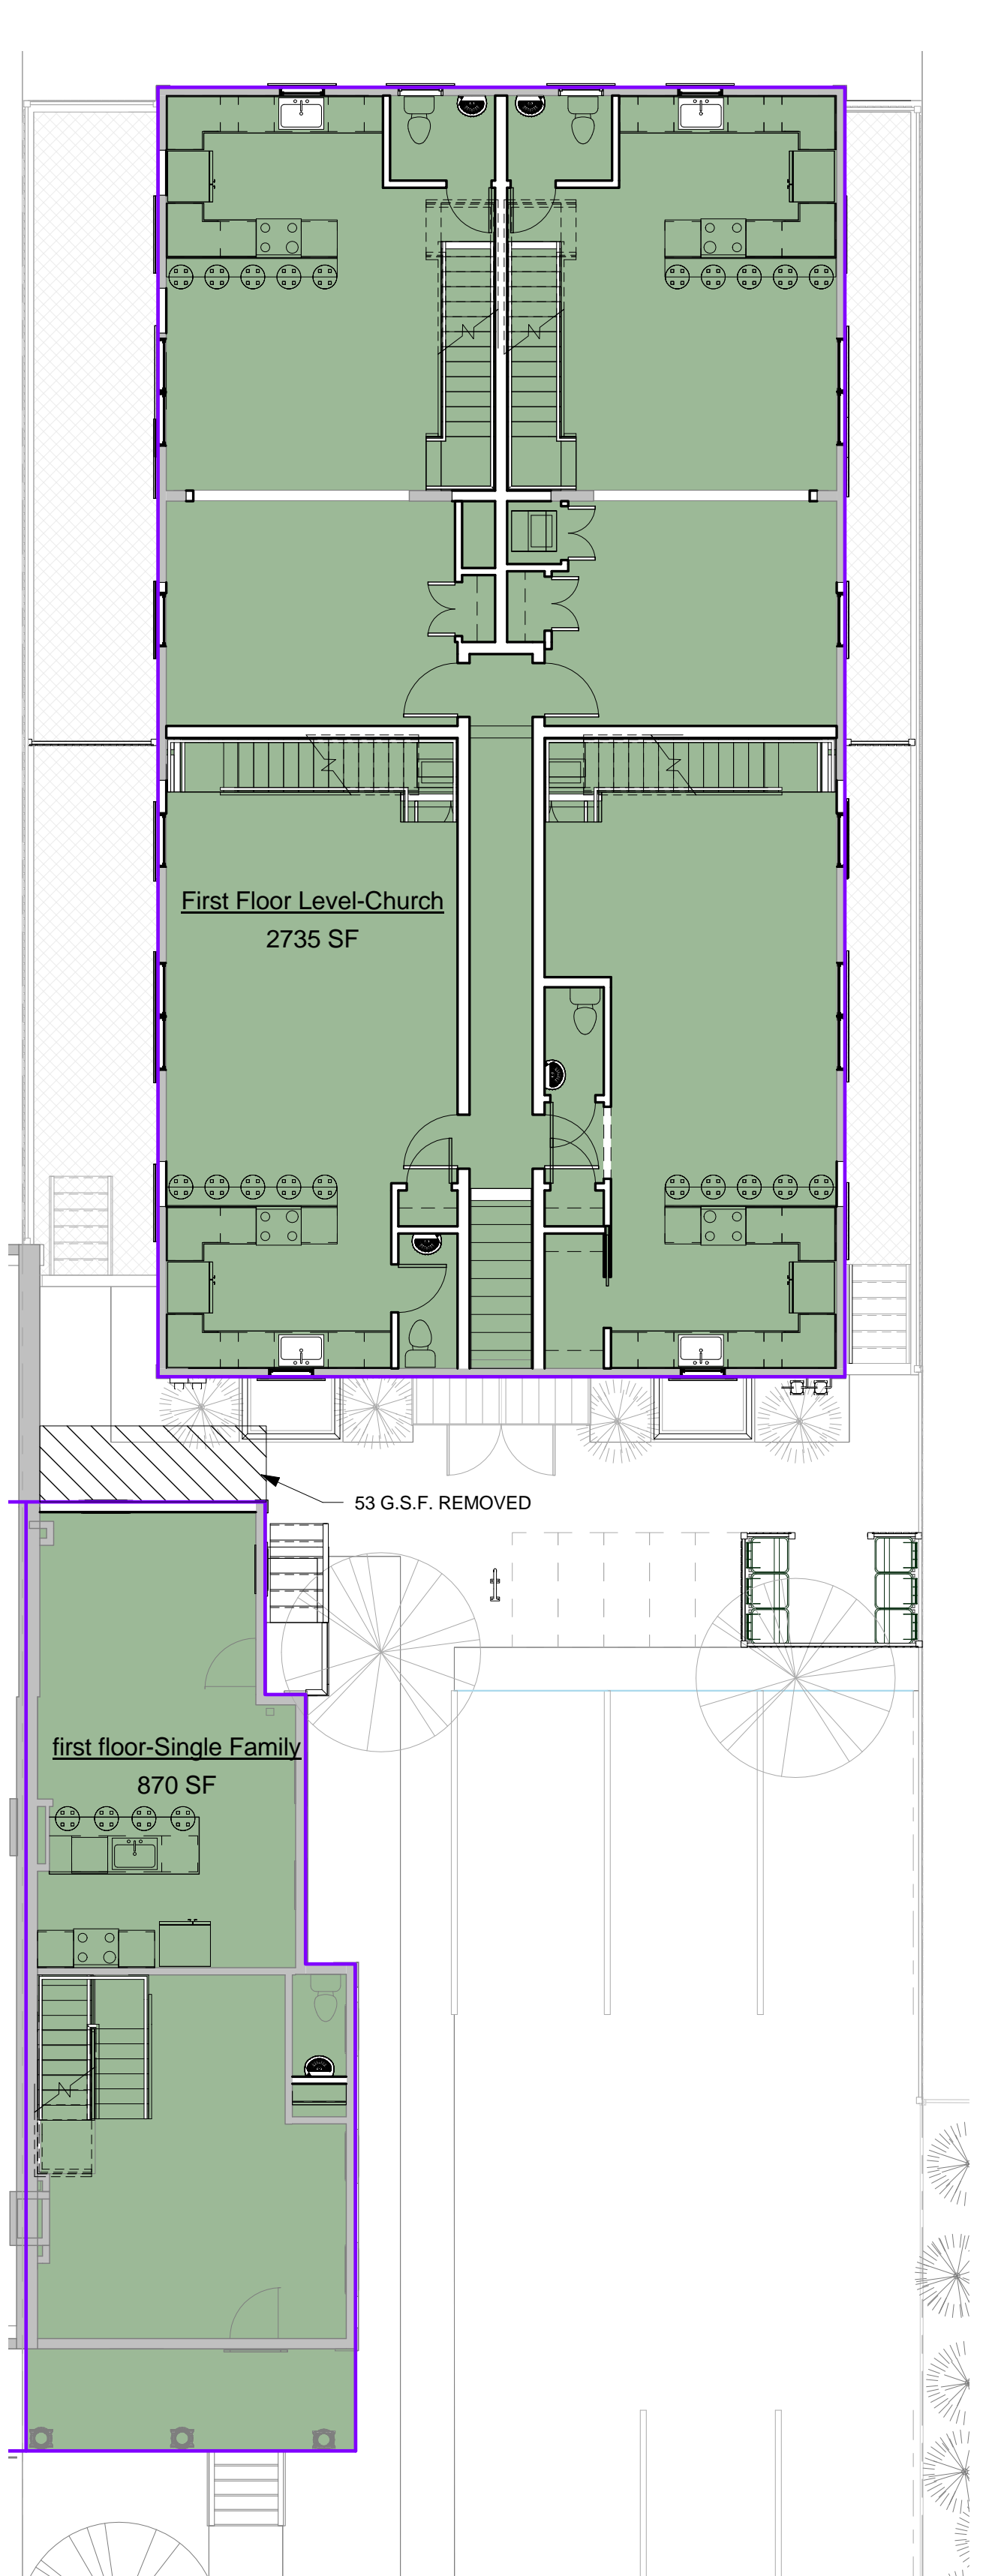 First Floor Level-Church
2735 SF
53 G.S.F. REMOVED
first floor-Single Family
870 SF